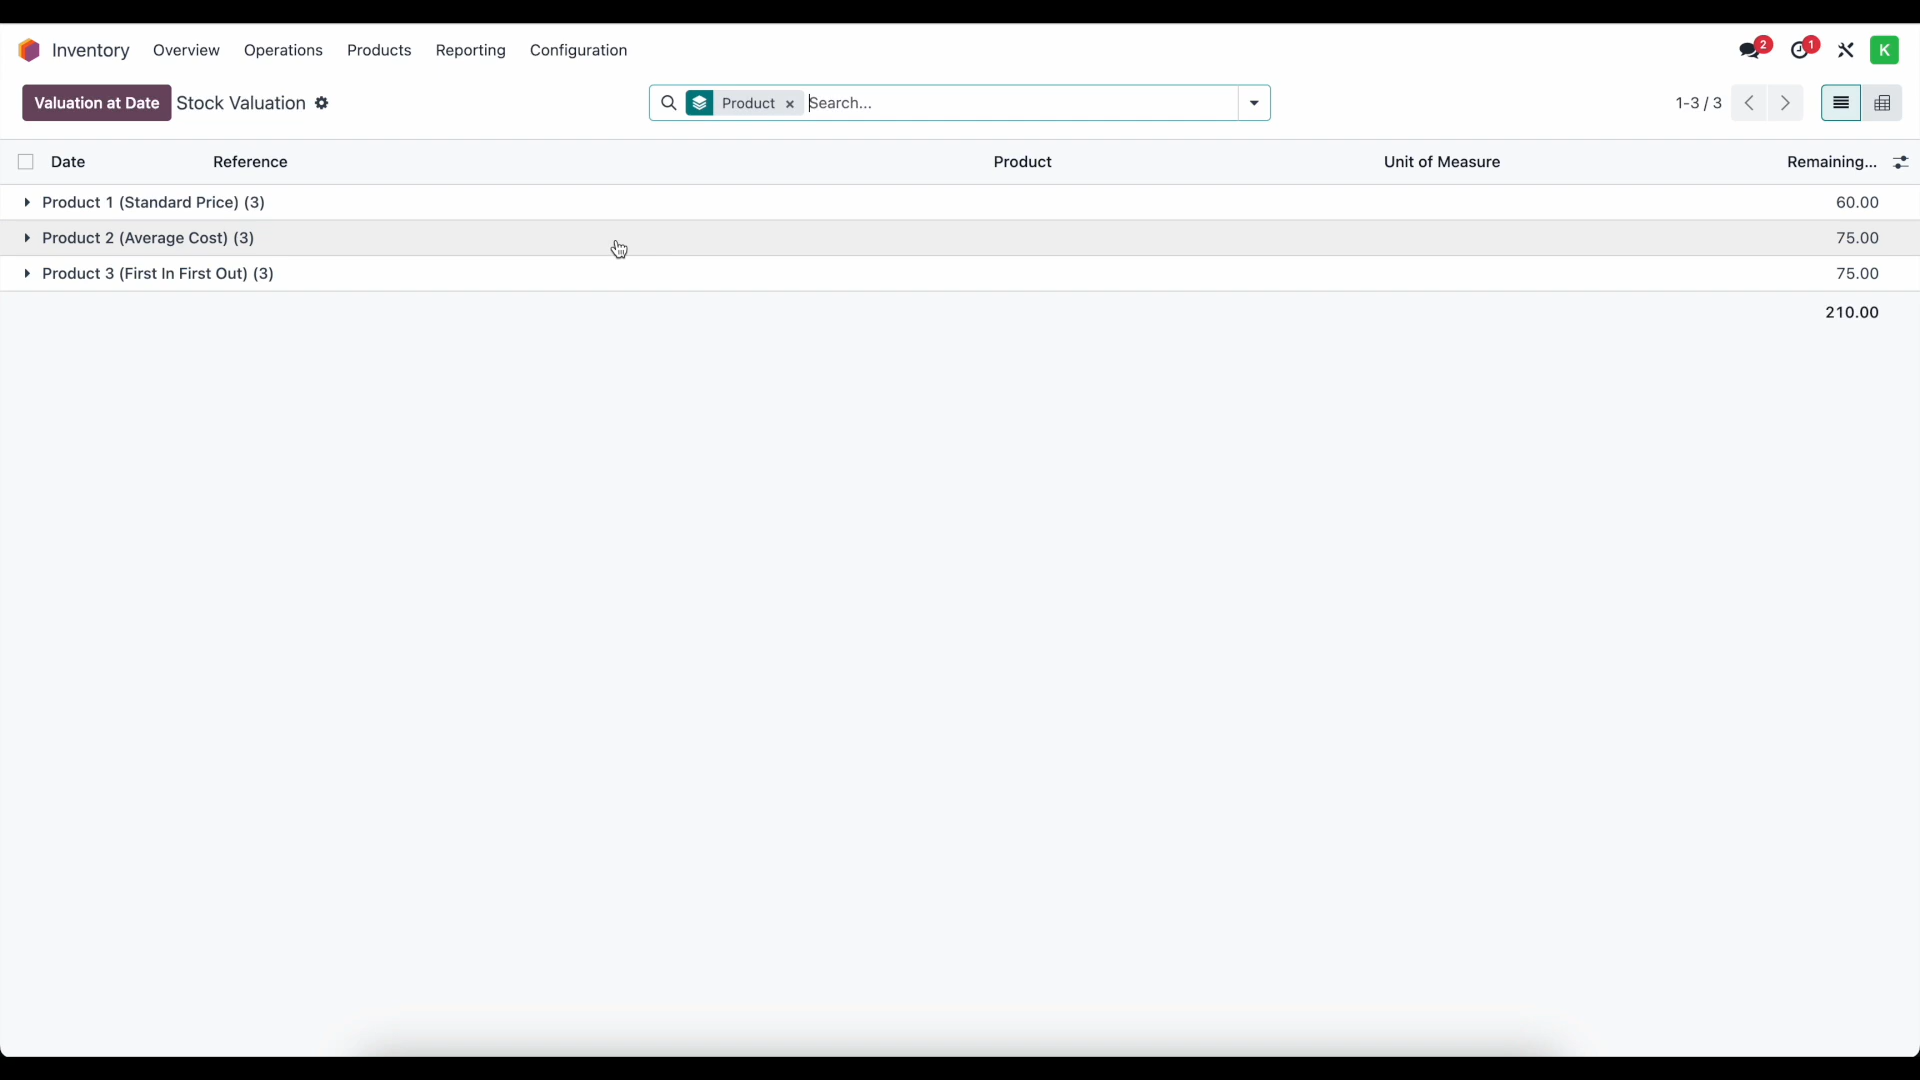 Inventory Overview Operations Products Reporting Configuration 2 1 K
Valuation at Date Stock Valuation Product Search... 1-3 / 3
Date Reference Product Unit of Measure Remaining...
Product 1 (Standard Price) (3) 60.00
Product 2 (Average Cost) (3) 75.00
Product 3 (First In First Out) (3) 75.00
210.00